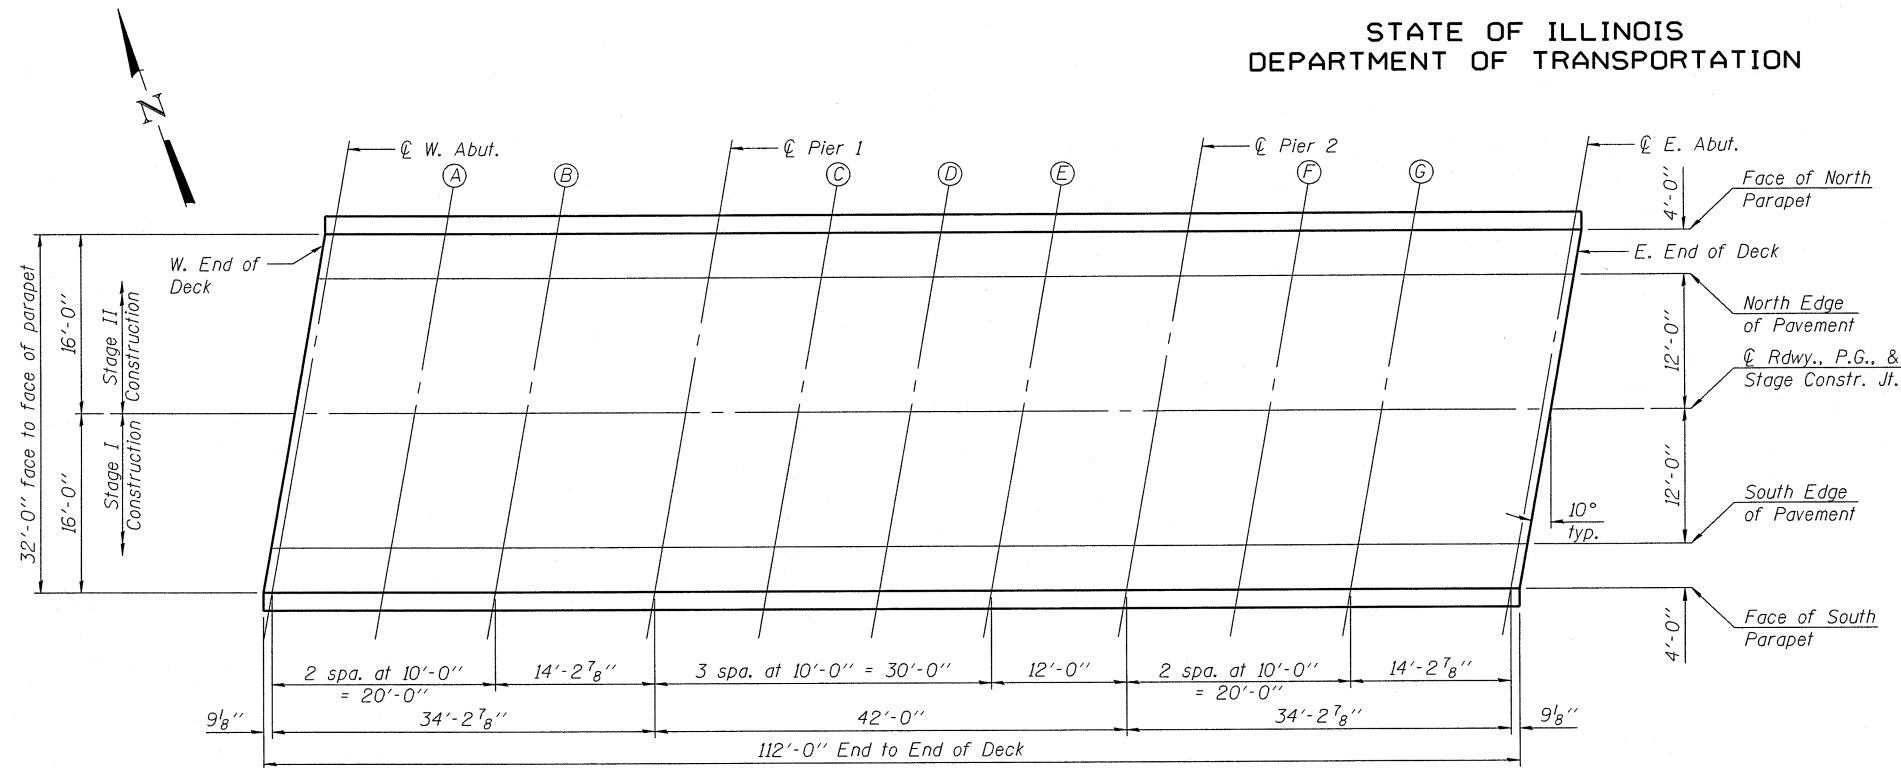 STATE OF ILLINOIS
DEPARTMENT OF TRANSPORTATION
N
℄ W. Abut.
℄ Pier 1
℄ Pier 2
℄ E. Abut.
A
B
C
D
E
F
G
4'-0"
Face of North
Parapet
W. End of
Deck
E. End of Deck
32'-0" face to face of parapet
16'-0"
Stage II
Construction
North Edge
of Pavement
12'-0"
℄ Rdwy., P.G., &
Stage Constr. Jt.
16'-0"
Stage I
Construction
12'-0"
South Edge
of Pavement
10°
typ.
4'-0"
Face of South
Parapet
2 spa. at 10'-0"
= 20'-0"
14'-2 7/8"
3 spa. at 10'-0" = 30'-0"
12'-0"
2 spa. at 10'-0"
= 20'-0"
14'-2 7/8"
9 1/8"
34'-2 7/8"
42'-0"
34'-2 7/8"
9 1/8"
112'-0" End to End of Deck